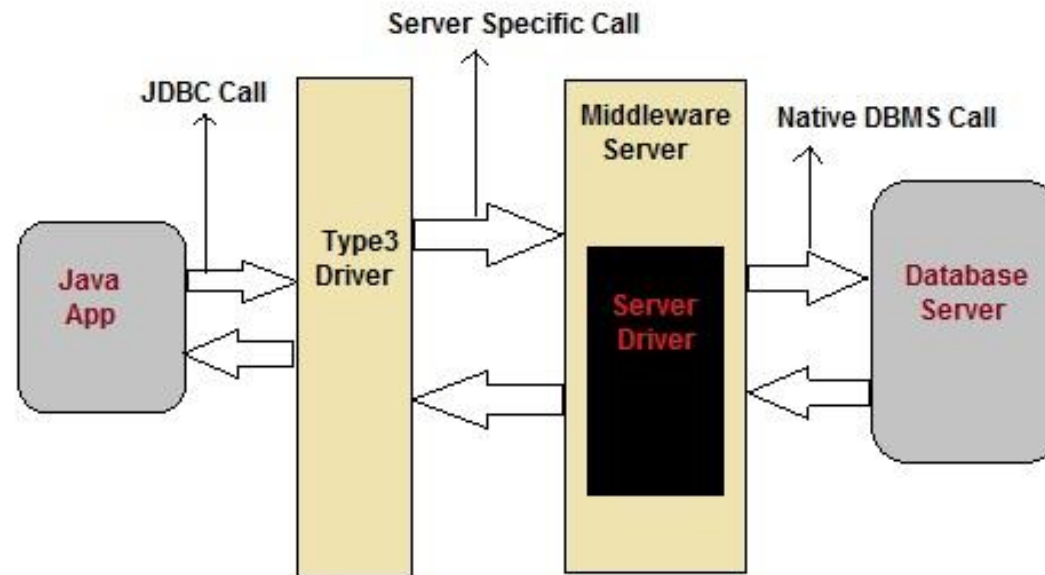 Server Specific Call
JDBC Call
Middleware
Server
Native DBMS Call
Type3
Driver
Java
App
Server
Driver
Database
Server